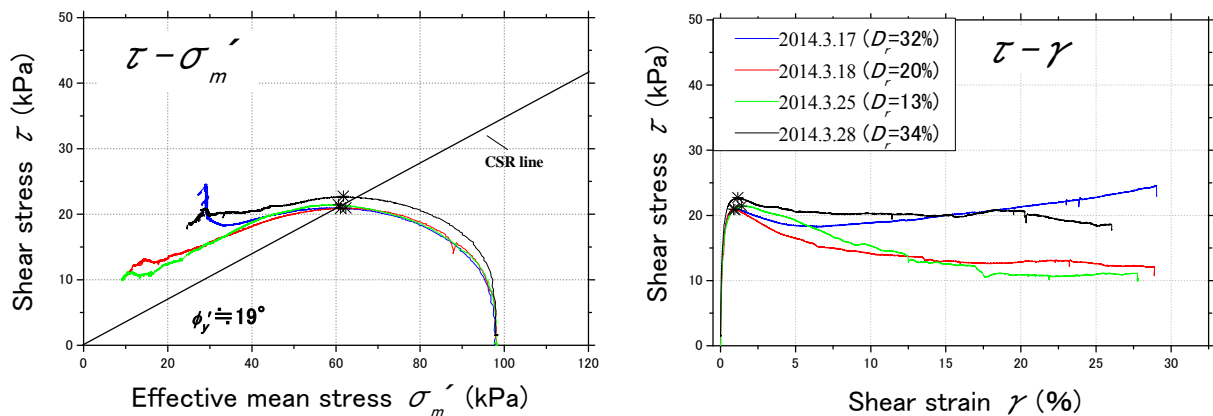 50
40
30
20
10
0
Shear stress τ (kPa)
τ-σm´
CSR line
ϕy'≒19°
0 20 40 60 80 100 120
Effective mean stress σm´ (kPa)
50
40
30
20
10
0
Shear stress τ (kPa)
2014.3.17 (Dr=32%)
2014.3.18 (Dr=20%)
2014.3.25 (Dr=13%)
2014.3.28 (Dr=34%)
τ-γ
0 5 10 15 20 25 30
Shear strain γ (%)